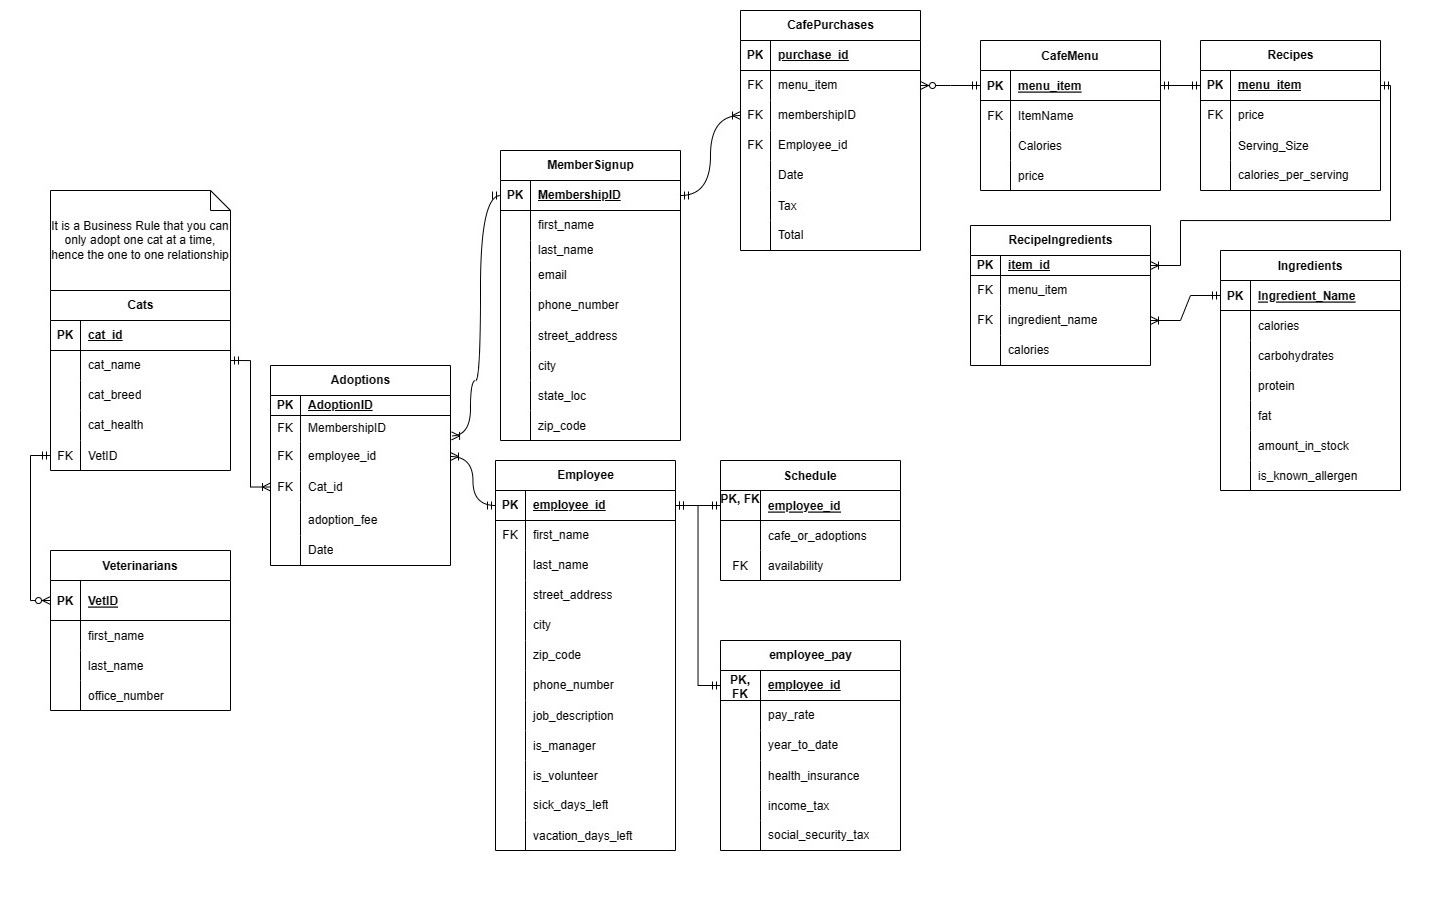 CafePurchases
PK purchase_id
FK menu_item
FK membershipID
FK Employee_id
Date
Tax
Total
CafeMenu
PK menu_item
FK ItemName
Calories
price
Recipes
PK menu_item
FK price
Serving_Size
calories_per_serving
MemberSignup
PK MembershipID
first_name
last_name
email
phone_number
street_address
city
state_loc
zip_code
It is a Business Rule that you can
only adopt one cat at a time,
hence the one to one relationship
Cats
PK cat_id
cat_name
cat_breed
cat_health
FK VetID
RecipeIngredients
PK item_id
FK menu_item
FK ingredient_name
calories
Ingredients
PK Ingredient_Name
calories
carbohydrates
protein
fat
amount_in_stock
is_known_allergen
Adoptions
PK AdoptionID
FK MembershipID
FK employee_id
FK Cat_id
adoption_fee
Date
Employee
PK employee_id
FK first_name
last_name
street_address
city
zip_code
phone_number
job_description
is_manager
is_volunteer
sick_days_left
vacation_days_left
Schedule
PK, FK employee_id
cafe_or_adoptions
FK availability
Veterinarians
PK VetID
first_name
last_name
office_number
employee_pay
PK,
FK employee_id
pay_rate
year_to_date
health_insurance
income_tax
social_security_tax